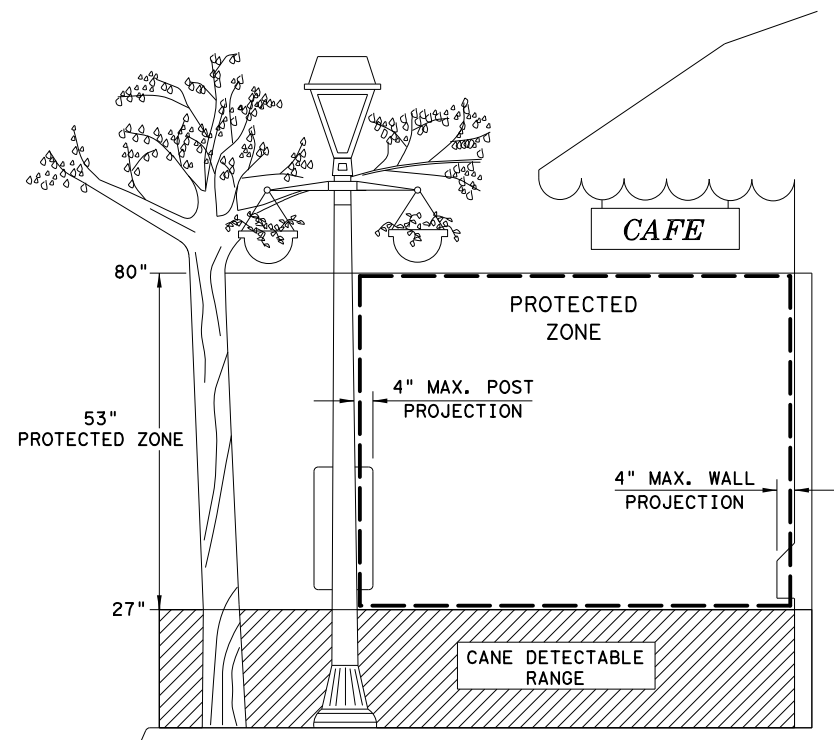 CAFE
80"
PROTECTED
ZONE
4" MAX. POST
PROJECTION
53"
PROTECTED ZONE
4" MAX. WALL
PROJECTION
27"
CANE DETECTABLE
RANGE